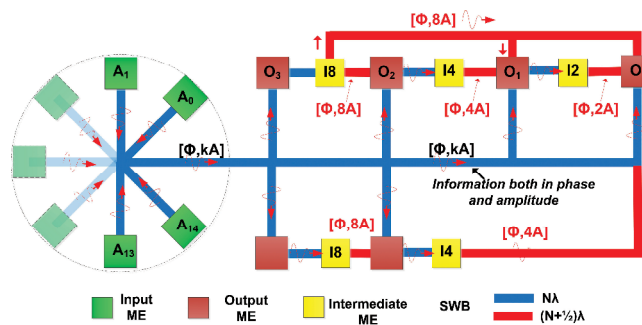 [Φ,8A]
A1
A0
O3
I8
O2
I4
O1
I2
O
[Φ,8A]
[Φ,4A]
[Φ,2A]
[Φ,kA]
[Φ,kA]
Information both in phase
and amplitude
A13
A14
[Φ,8A]
[Φ,4A]
I8
I4
Input
ME
Output
ME
Intermediate
ME
SWB
Nλ
(N+½)λ